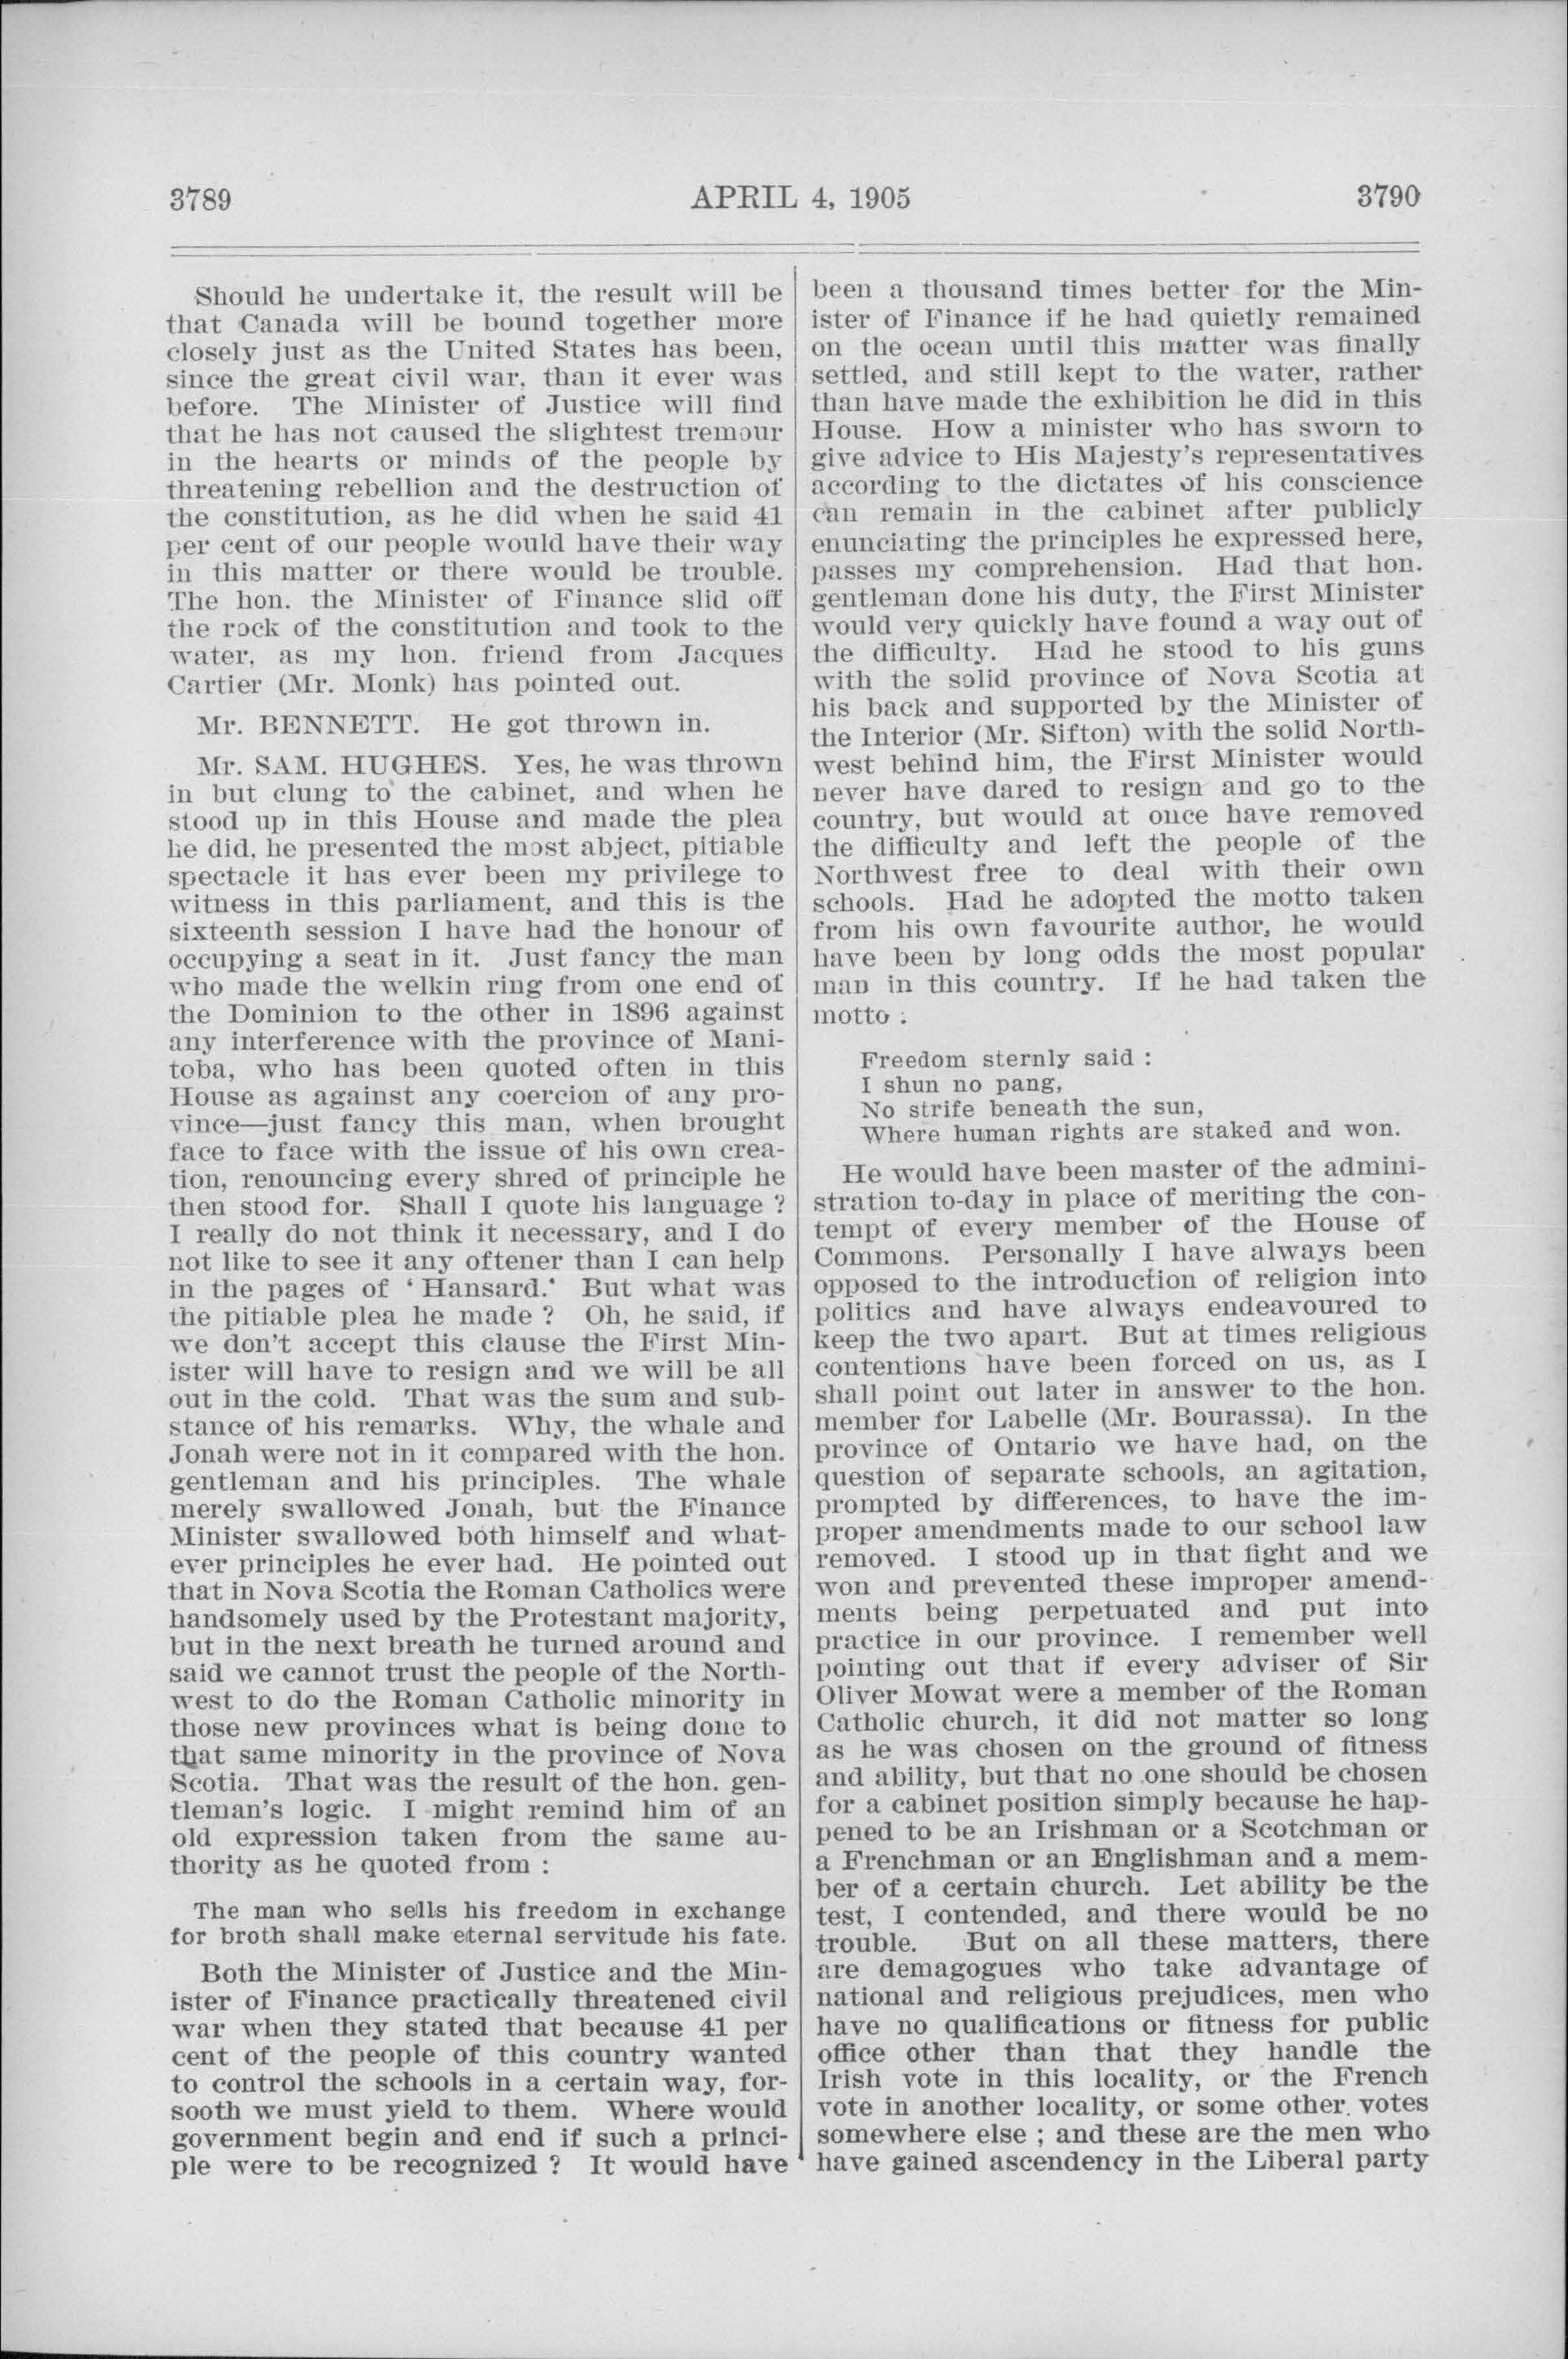 3789
APRIL 4, 1905
3790
Should he undertake it, the result will be
that Canada will be bound together more
closely just as the United States has been,
since the great civil war, than it ever was
before. The Minister of Justice will find
that he has not caused the slightest tremour
in the hearts or minds of the people by
threatening rebellion and the destruction of
the constitution, as he did when he said 41
per cent of our people would have their way
in this matter or there would be trouble.
The hon. the Minister of Finance slid off
the rock of the constitution and took to the
water, as my hon. friend from Jacques
Cartier (Mr. Monk) has pointed out.
Mr. BENNETT. He got thrown in.
Mr. SAM. HUGHES. Yes, he was thrown
in but clung to the cabinet, and when he
stood up in this House and made the plea
he did, he presented the most abject, pitiable
spectacle it has ever been my privilege to
witness in this parliament, and this is the
sixteenth session I have had the honour of
occupying a seat in it. Just fancy the man
who made the welkin ring from one end of
the Dominion to the other in 1896 against
any interference with the province of Mani-
toba, who has been quoted often in this
House as against any coercion of any pro-
vince—just fancy this man, when brought
face to face with the issue of his own crea-
tion, renouncing every shred of principle he
then stood for. Shall I quote his language ?
I really do not think it necessary, and I do
not like to see it any oftener than I can help
in the pages of ‘ Hansard.‘ But what was
the pitiable plea he made ? Oh, he said, if
we don't accept this clause the First Min-
ister will have to resign and we will be all
out in the cold. That was the sum and sub-
stance of his remarks. Why, the whale and
Jonah were not in it compared with the hon.
gentleman and his principles. The whale
merely swallowed Jonah, but the Finance
Minister swallowed both himself and what-
ever principles he ever had. He pointed out
that in Nova Scotia the Roman Catholics were
handsomely used by the Protestant majority,
but in the next breath he turned around and
said we cannot trust the people of the North-
west to do the Roman Catholic minority in
those new provinces what is being done to
that same minority in the province of Nova
Scotia. That was the result of the hon. gen-
tleman's logic. I might remind him of an
old expression taken from the same au-
thority as he quoted from :
The man who sells his freedom in exchange
for broth shall make eternal servitude his fate.
Both the Minister of Justice and the Min-
ister of Finance practically threatened civil
war when they stated that because 41 per
cent of the people of this country wanted
to control the schools in a certain way, for-
sooth we must yield to them. Where would
government begin and end if such a princi-
ple were to be recognized ? It would have
been a thousand times better for the Min-
ister of Finance if he had quietly remained
on the ocean until this matter was finally
settled, and still kept to the water, rather
than have made the exhibition he did in this
House. How a minister who has sworn to
give advice to His Majesty's representatives
according to the dictates of his conscience
can remain in the cabinet after publicly
enunciating the principles he expressed here,
passes my comprehension. Had that hon.
gentleman done his duty, the First Minister
would very quickly have found a way out of
the difficulty. Had he stood to his guns
with the solid province of Nova Scotia at
his back and supported by the Minister of
the Interior (Mr. Sifton) with the solid North-
west behind him, the First Minister would
never have dared to resign and go to the
country, but would at once have removed
the difficulty and left the people of the
Northwest free to deal with their own
schools. Had he adopted the motto taken
from his own favourite author, he would
have been by long odds the most popular
man in this country. If he had taken the
motto :
Freedom sternly said :
I shun no pang,
No strife beneath the sun,
Where human rights are staked and won.
He would have been master of the admini-
stration to-day in place of meriting the con-
tempt of every member of the House of
Commons. Personally I have always been
opposed to the introduction of religion into
politics and have always endeavoured to
keep the two apart. But at times religious
contentions have been forced on us, as I
shall point out later in answer to the hon.
member for Labelle (Mr. Bourassa). In the
province of Ontario we have had, on the
question of separate schools, an agitation,
prompted by differences, to have the im-
proper amendments made to our school law
removed. I stood up in that fight and we
won and prevented these improper amend-
ments being perpetuated and put into
practice in our province. I remember well
pointing out that if every adviser of Sir
Oliver Mowat were a member of the Roman
Catholic church, it did not matter so long
as he was chosen on the ground of fitness
and ability, but that no one should be chosen
for a cabinet position simply because he hap-
pened to be an Irishman or a Scotchman or
a Frenchman or an Englishman and a mem-
ber of a certain church. Let ability be the
test, I contended, and there would be no
trouble. But on all these matters, there
are demagogues who take advantage of
national and religious prejudices, men who
have no qualifications or fitness for public
office other than that they handle the
Irish vote in this locality, or the French
vote in another locality, or some other votes
somewhere else ; and these are the men who
have gained ascendency in the Liberal party